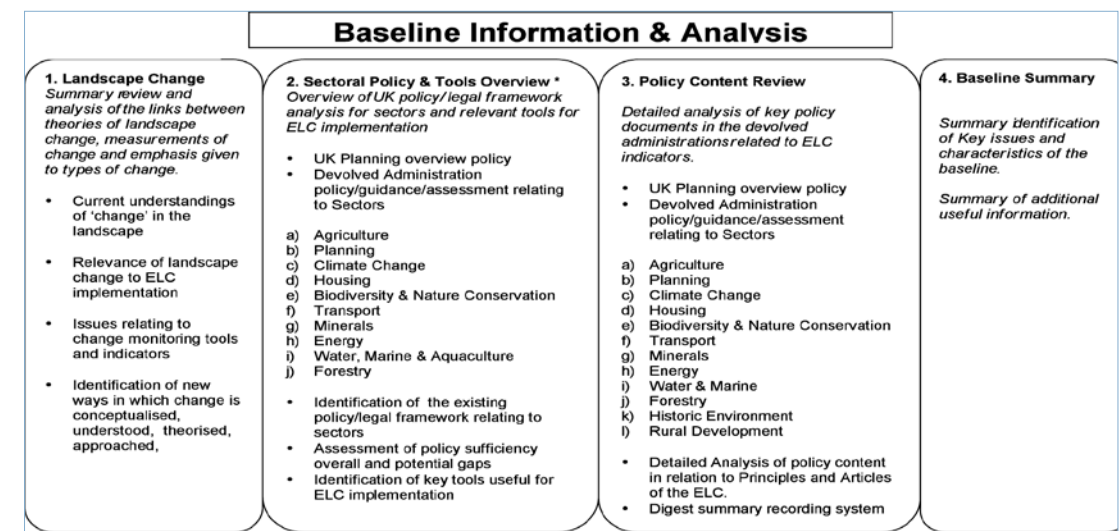 Baseline Information & Analysis
1. Landscape Change
Summary review and
analysis of the links between
theories of landscape
change, measurements of
change and emphasis given
to types of change.
• Current understandings
of ‘change’ in the
landscape
• Relevance of landscape
change to ELC
implementation
• Issues relating to
change monitoring tools
and indicators
• Identification of new
ways in which change is
conceptualised,
understood, theorised,
approached,
2. Sectoral Policy & Tools Overview *
Overview of UK policy/legal framework
analysis for sectors and relevant tools for
ELC implementation
• UK Planning overview policy
• Devolved Administration
policy/guidance/assessment relating
to Sectors
a) Agriculture
b) Planning
c) Climate Change
d) Housing
e) Biodiversity & Nature Conservation
f) Transport
g) Minerals
h) Energy
i) Water, Marine & Aquaculture
j) Forestry
• Identification of the existing
policy/legal framework relating to
sectors
• Assessment of policy sufficiency
overall and potential gaps
• Identification of key tools useful for
ELC implementation
3. Policy Content Review
Detailed analysis of key policy
documents in the devolved
administrations related to ELC
indicators.
• UK Planning overview policy
• Devolved Administration
policy/guidance/assessment
relating to Sectors
a) Agriculture
b) Planning
c) Climate Change
d) Housing
e) Biodiversity & Nature Conservation
f) Transport
g) Minerals
h) Energy
i) Water & Marine
j) Forestry
k) Historic Environment
l) Rural Development
• Detailed Analysis of policy content
in relation to Principles and Articles
of the ELC.
• Digest summary recording system
4. Baseline Summary
Summary identification
of Key issues and
characteristics of the
baseline.
Summary of additional
useful information.